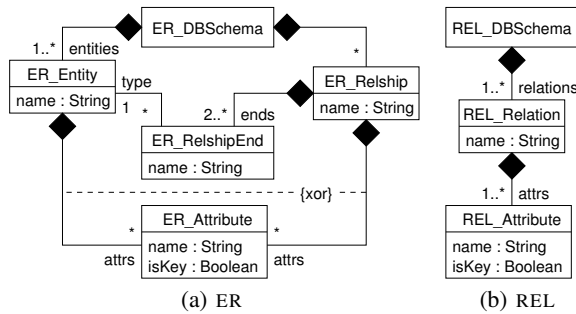 ER_DBSchema
1..* entities
*
ER_Entity
name : String
type
1
*
2..*
ends
ER_Relship
name : String
ER_RelshipEnd
name : String
{xor}
ER_Attribute
name : String
isKey : Boolean
*
attrs
*
attrs
(a) ER
REL_DBSchema
1..* relations
REL_Relation
name : String
1..* attrs
REL_Attribute
name : String
isKey : Boolean
(b) REL